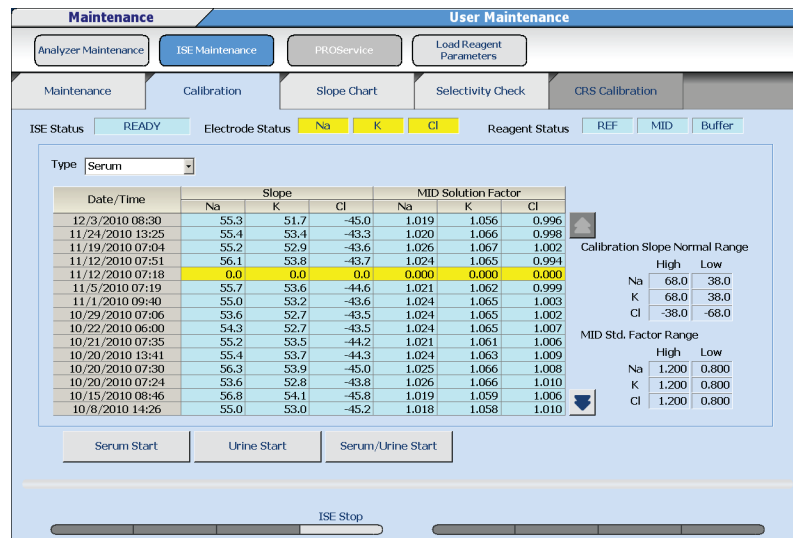 Maintenance
User Maintenance
Analyzer Maintenance
ISE Maintenance
PROService
Load Reagent
Parameters
Maintenance
Calibration
Slope Chart
Selectivity Check
CRS Calibration
ISE Status READY Electrode Status Na K Cl Reagent Status REF MID Buffer
Type Serum
Date/Time Slope MID Solution Factor
Na K Cl Na K Cl
12/3/2010 08:30 55.3 51.7 -45.0 1.019 1.056 0.996
11/24/2010 13:25 55.4 53.4 -43.3 1.020 1.066 0.998
11/19/2010 07:04 55.2 52.9 -43.6 1.026 1.067 1.002
11/12/2010 07:51 56.1 53.8 -43.7 1.024 1.065 0.994
11/12/2010 07:18 0.0 0.0 0.0 0.000 0.000 0.000
11/5/2010 07:19 55.7 53.6 -44.6 1.021 1.062 0.999
11/1/2010 09:40 55.0 53.2 -43.6 1.024 1.065 1.003
10/29/2010 07:06 53.6 52.7 -43.5 1.024 1.065 1.002
10/22/2010 06:00 54.3 52.7 -43.5 1.024 1.065 1.007
10/21/2010 07:35 55.2 53.5 -44.2 1.021 1.061 1.006
10/20/2010 13:41 55.4 53.7 -44.3 1.024 1.063 1.009
10/20/2010 07:30 56.3 53.9 -45.0 1.025 1.066 1.008
10/20/2010 07:24 53.6 52.8 -43.8 1.026 1.066 1.010
10/15/2010 08:46 56.8 54.1 -45.8 1.019 1.059 1.006
10/8/2010 14:26 55.0 53.0 -45.2 1.018 1.058 1.010
Calibration Slope Normal Range
High Low
Na 68.0 38.0
K 68.0 38.0
Cl -38.0 -68.0
MID Std. Factor Range
High Low
Na 1.200 0.800
K 1.200 0.800
Cl 1.200 0.800
Serum Start
Urine Start
Serum/Urine Start
ISE Stop